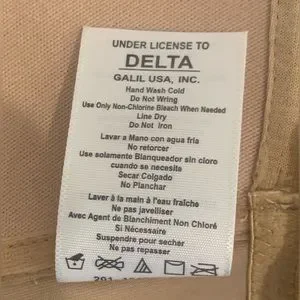 UNDER LICENSE TO
DELTA
GALIL USA, INC.
Hand Wash Cold
Do Not Wring
Use Only Non-Chlorine Bleach When Needed
Line Dry
Do Not Iron
Lavar a Mano con agua fria
No retorcer
Use solamente Blanqueador sin cloro
cuando se necesite
Secar Colgado
No Planchar
Laver à la main à l'eau fraîche
Ne pas javelliser
Avec Agent de Blanchiment Non Chloré
Si Nécessaire
Suspendre pour secher
Ne pas repasser